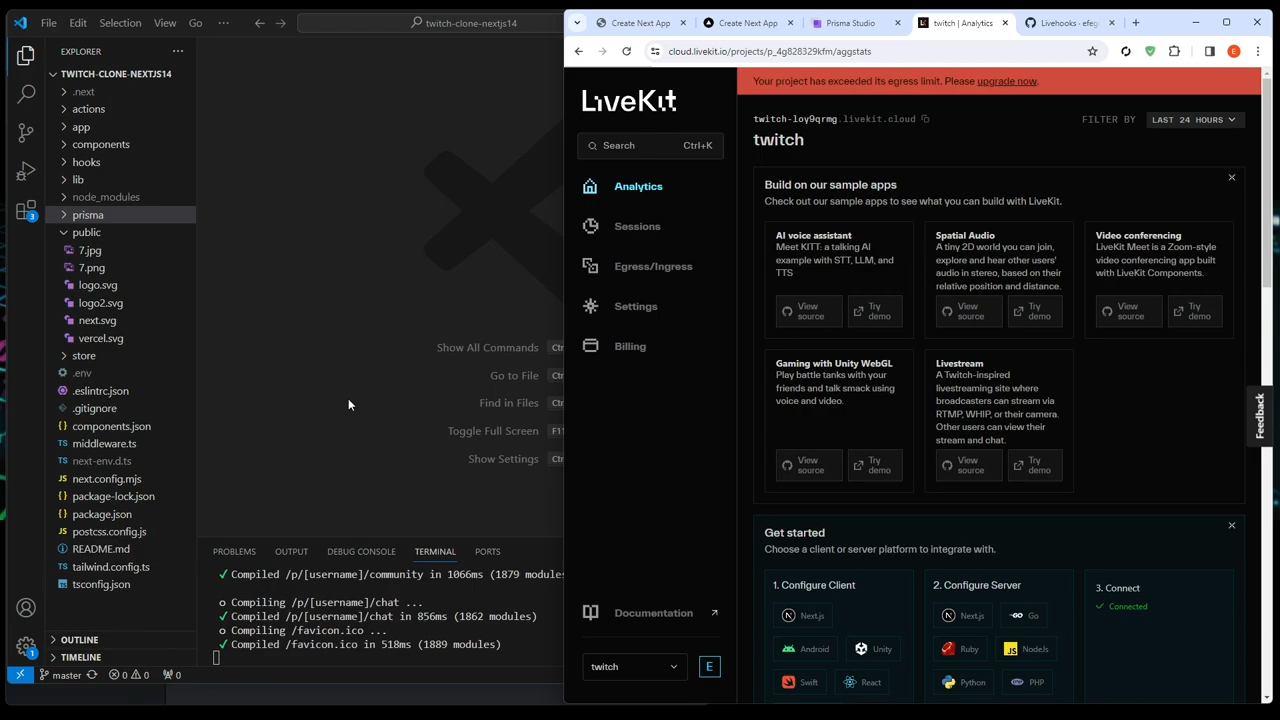 File Edit Selection View Go ··· twitch-clone-nextjs14
EXPLORER ···
TWITCH-CLONE-NEXTJS14
.next
actions
app
components
hooks
lib
node_modules
prisma
public
7.jpg
7.png
logo.svg
logo2.svg
next.svg
vercel.svg
store
.env
.eslintrc.json
.gitignore
components.json
middleware.ts
next-env.d.ts
next.config.mjs
package-lock.json
package.json
postcss.config.js
README.md
tailwind.config.ts
tsconfig.json
OUTLINE
TIMELINE
3
1
master 0 0 0
Show All Commands Ctr
Go to File Ctr
Find in Files Ctr
Toggle Full Screen F11
Show Settings Ctr
PROBLEMS OUTPUT DEBUG CONSOLE TERMINAL PORTS
✓ Compiled /p/[username]/community in 1066ms (1879 modules
o Compiling /p/[username]/chat ...
✓ Compiled /p/[username]/chat in 856ms (1862 modules)
o Compiling /favicon.ico ...
✓ Compiled /favicon.ico in 518ms (1889 modules)
Create Next App Create Next App Prisma Studio twitch | Analytics Livehooks - efeg
cloud.livekit.io/projects/p_4g828329kfm/aggstats E
Your project has exceeded its egress limit. Please upgrade now.
LiveKit
Search Ctrl+K
Analytics
Sessions
Egress/Ingress
Settings
Billing
Documentation
twitch E
twitch-loy9qrmg.livekit.cloud FILTER BY LAST 24 HOURS
twitch
Build on our sample apps
Check out our sample apps to see what you can build with LiveKit.
AI voice assistant
Meet KITT: a talking AI
example with STT, LLM, and
TTS
View source
Try demo
Spatial Audio
A tiny 2D world you can join,
explore and hear other users'
audio in stereo, based on their
relative position and distance.
View source
Try demo
Video conferencing
LiveKit Meet is a Zoom-style
video conferencing app built
with LiveKit Components.
View source
Try demo
Gaming with Unity WebGL
Play battle tanks with your
friends and talk smack using
voice and video.
View source
Try demo
Livestream
A Twitch-inspired
livestreaming site where
broadcasters can stream via
RTMP, WHIP, or their camera.
Other users can view their
stream and chat.
View source
Try demo
Feedback
Get started
Choose a client or server platform to integrate with.
1. Configure Client
Next.js
Android Unity
Swift React
2. Configure Server
Next.js Go
Ruby NodeJs
Python PHP
3. Connect
Connected